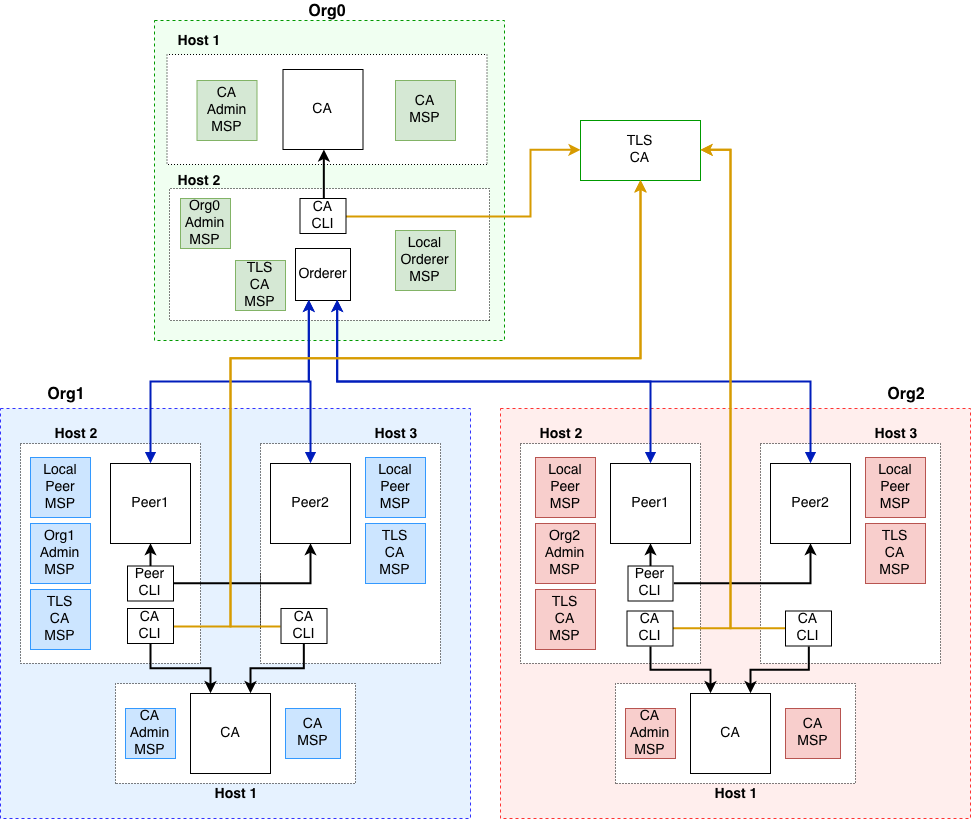 Org0
Host 1
CA
Admin
MSP
CA
CA
MSP
TLS
CA
Host 2
Org0
Admin
MSP
CA
CLI
Local
Orderer
MSP
TLS
CA
MSP
Orderer
Org1
Host 2
Host 3
Local
Peer
MSP
Peer1
Peer2
Local
Peer
MSP
Org1
Admin
MSP
TLS
CA
MSP
Peer
CLI
TLS
CA
MSP
CA
CLI
CA
CLI
CA
Admin
MSP
CA
CA
MSP
Host 1
Org2
Host 2
Host 3
Local
Peer
MSP
Peer1
Peer2
Local
Peer
MSP
Org2
Admin
MSP
TLS
CA
MSP
Peer
CLI
TLS
CA
MSP
CA
CLI
CA
CLI
CA
Admin
MSP
CA
CA
MSP
Host 1